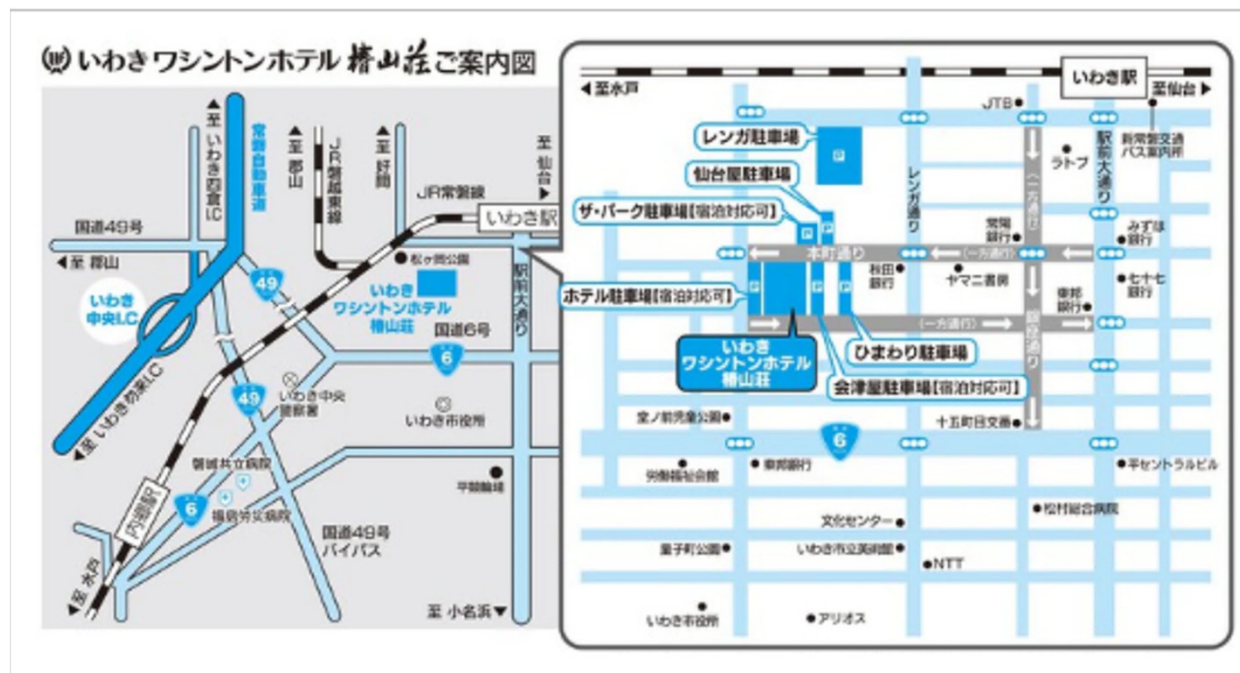 いわきワシントンホテル 椿山荘ご案内図
至いわき四倉I.C
常磐自動車道
至郡山
JR磐越東線
至好間
至仙台
JR常磐線
いわき駅
国道49号
至 郡山
松ヶ岡公園
いわき
中央I.C
49
いわき
ワシントンホテル
椿山荘
駅前大通り
国道6号
6
至 いわき勿来I.C
49
いわき中央
警察署
いわき市役所
磐城共立病院
平競輪場
6
福島労災病院
内郷駅
国道49号
バイパス
至 水戸
至 小名浜
いわき駅
至水戸
至仙台
JTB
新常磐交通
バス案内所
駅前大通り
レンガ駐車場
P
ラトブ
(一方通行)
レンガ通り
仙台屋駐車場
ザ・パーク駐車場【宿泊対応可】
P
P
常陽
銀行
みずほ
銀行
本町通り
(一方通行)
秋田
銀行
ヤマニ書房
七十七
銀行
東邦
銀行
ホテル駐車場【宿泊対応可】
P
P
P
(一方通行)
銀座通り
いわき
ワシントンホテル
椿山荘
ひまわり駐車場
会津屋駐車場【宿泊対応可】
堂ノ前児童公園
6
十五町目交番
労働福祉会館
東邦銀行
平セントラルビル
松村総合病院
文化センター
童子町公園
いわき市立美術館
NTT
いわき市役所
アリオス